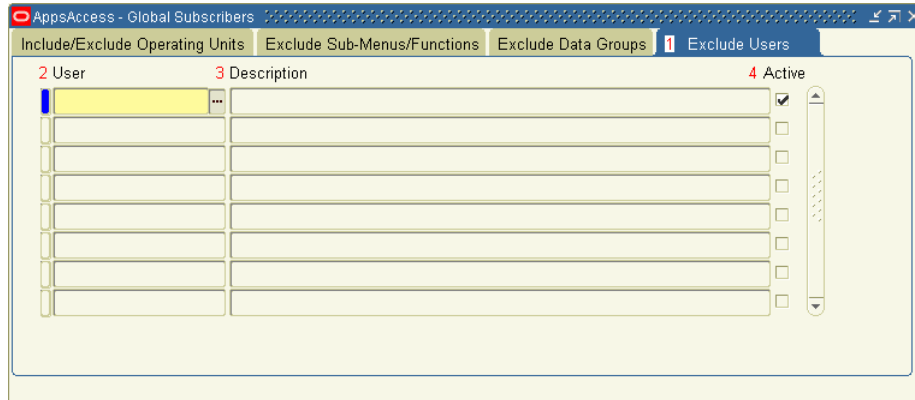 AppsAccess - Global Subscribers
Include/Exclude Operating Units Exclude Sub-Menus/Functions Exclude Data Groups 1 Exclude Users
2 User 3 Description 4 Active
...